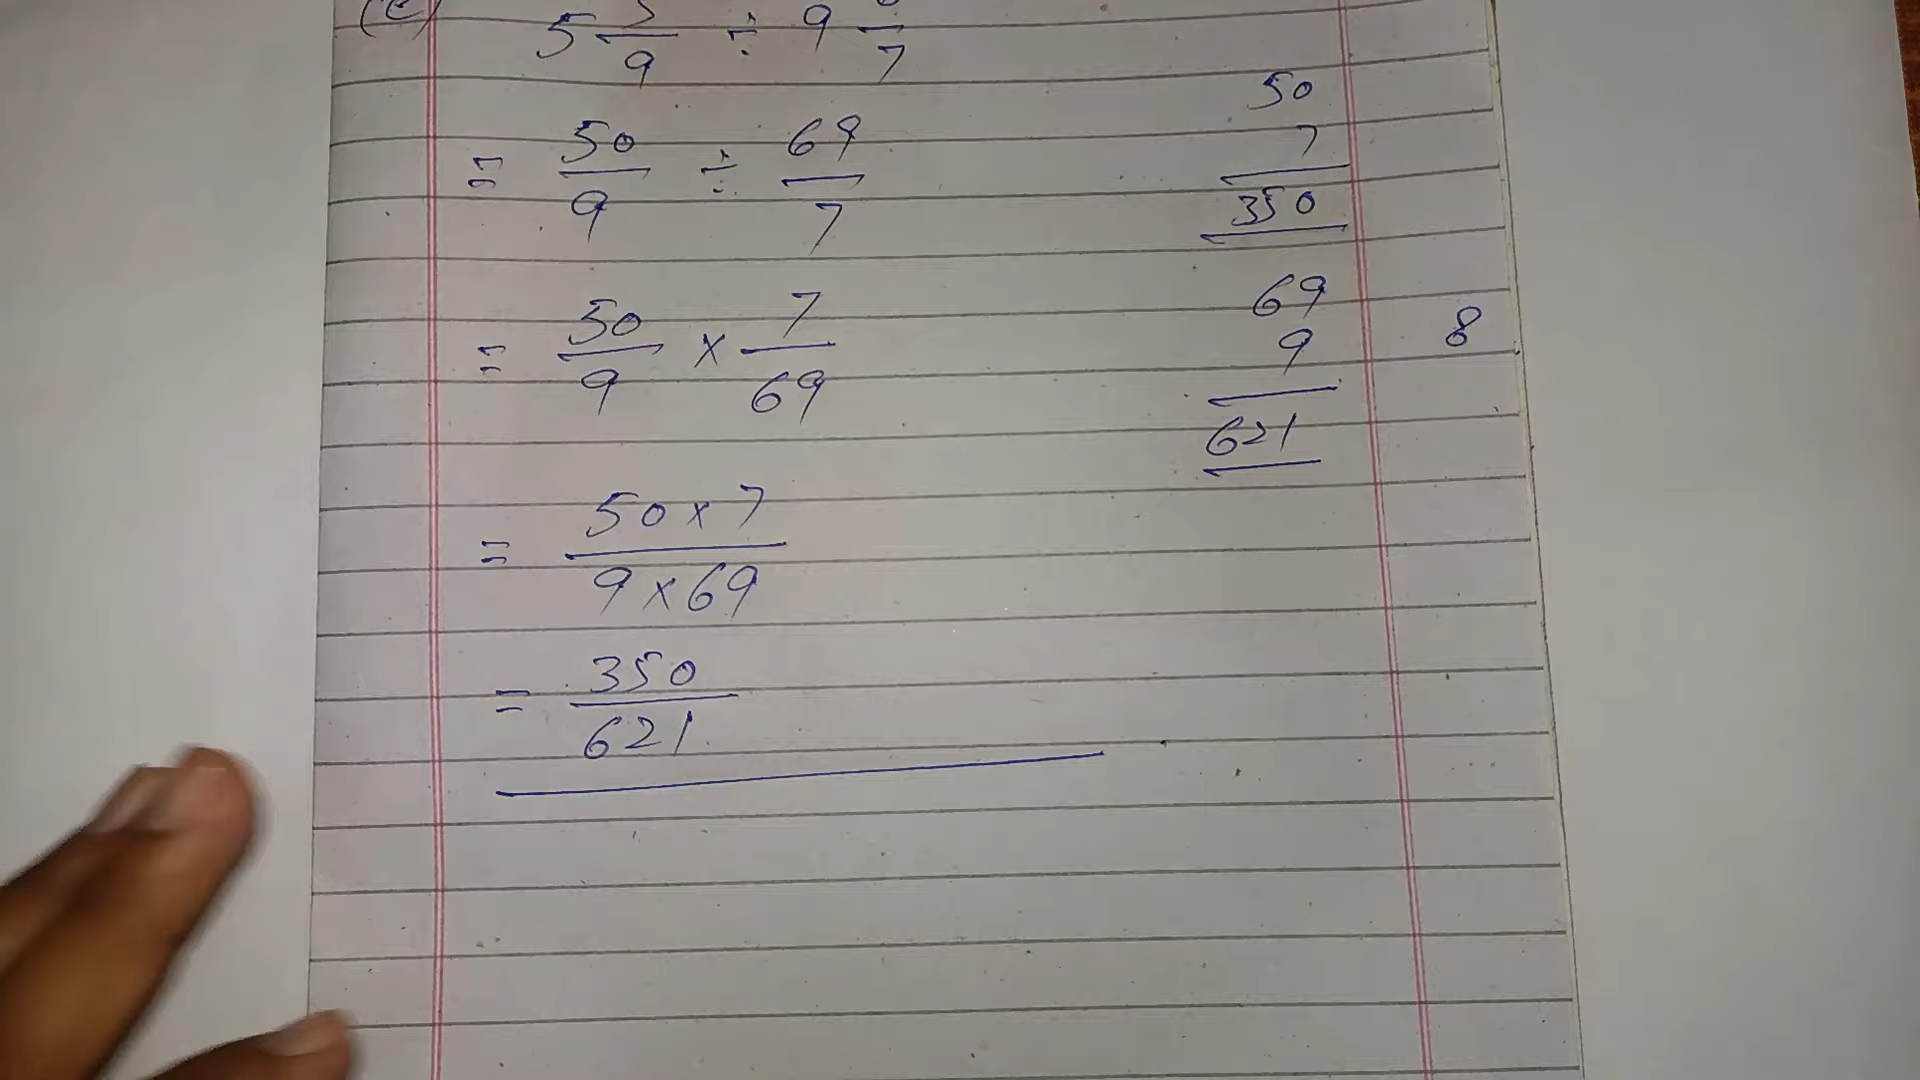 (c) 5 5/9 ÷ 9 6/7
= 50/9 ÷ 69/7
= 50/9 × 7/69
= 50×7 / 9×69
= 350/621
50
7
350
69
9
621
8